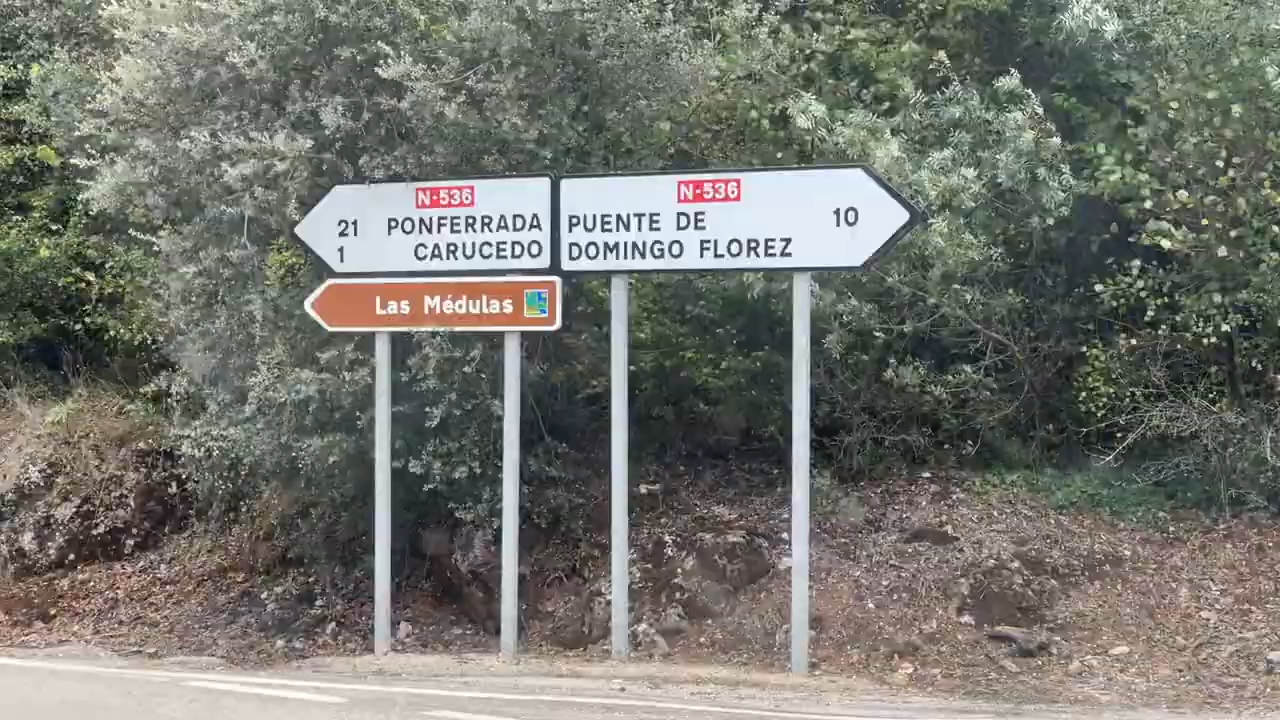 N-536
21 PONFERRADA
1 CARUCEDO
N-536
PUENTE DE
DOMINGO FLOREZ 10
Las Médulas